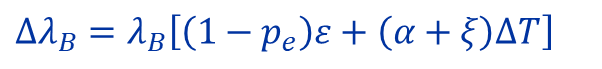 Δλ_B = λ_B[(1 − p_e)ε + (α + ξ)ΔT]